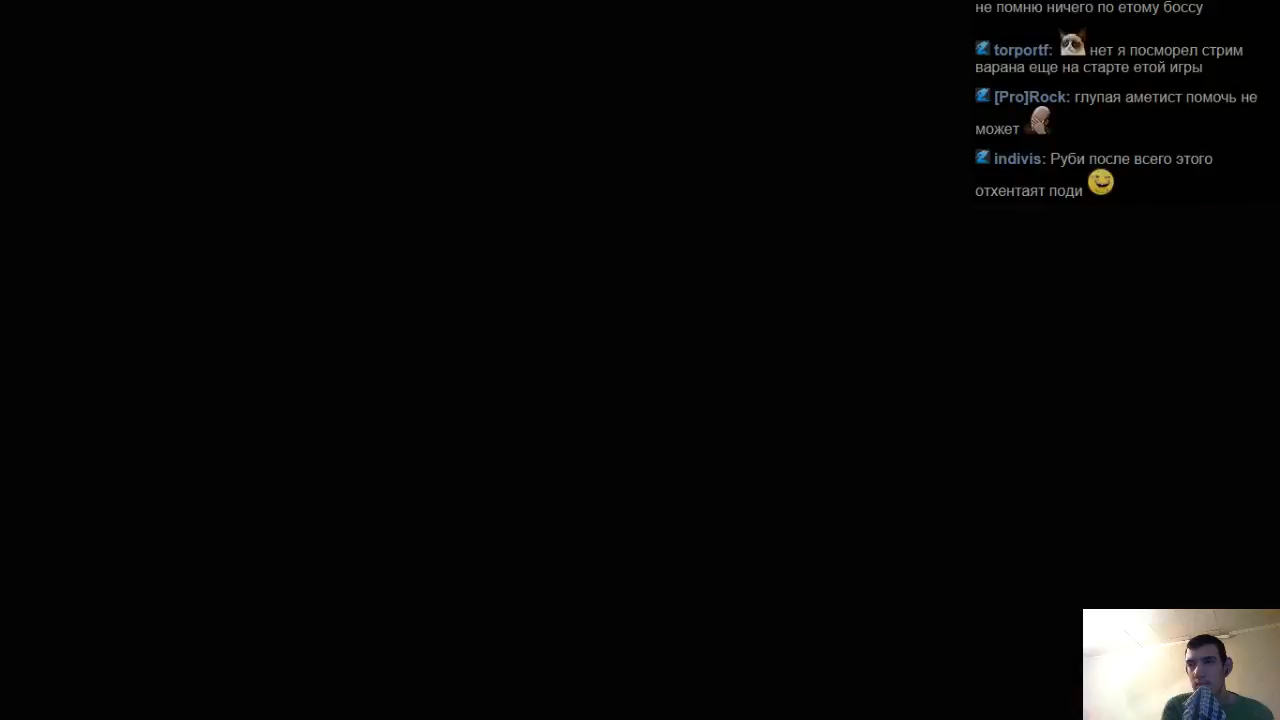 не помню ничего по етому боссу
torportf: нет я посморел стрим
варана еще на старте етой игры
[Pro]Rock: глупая аметист помочь не
может
indivis: Руби после всего этого
отхентаят поди